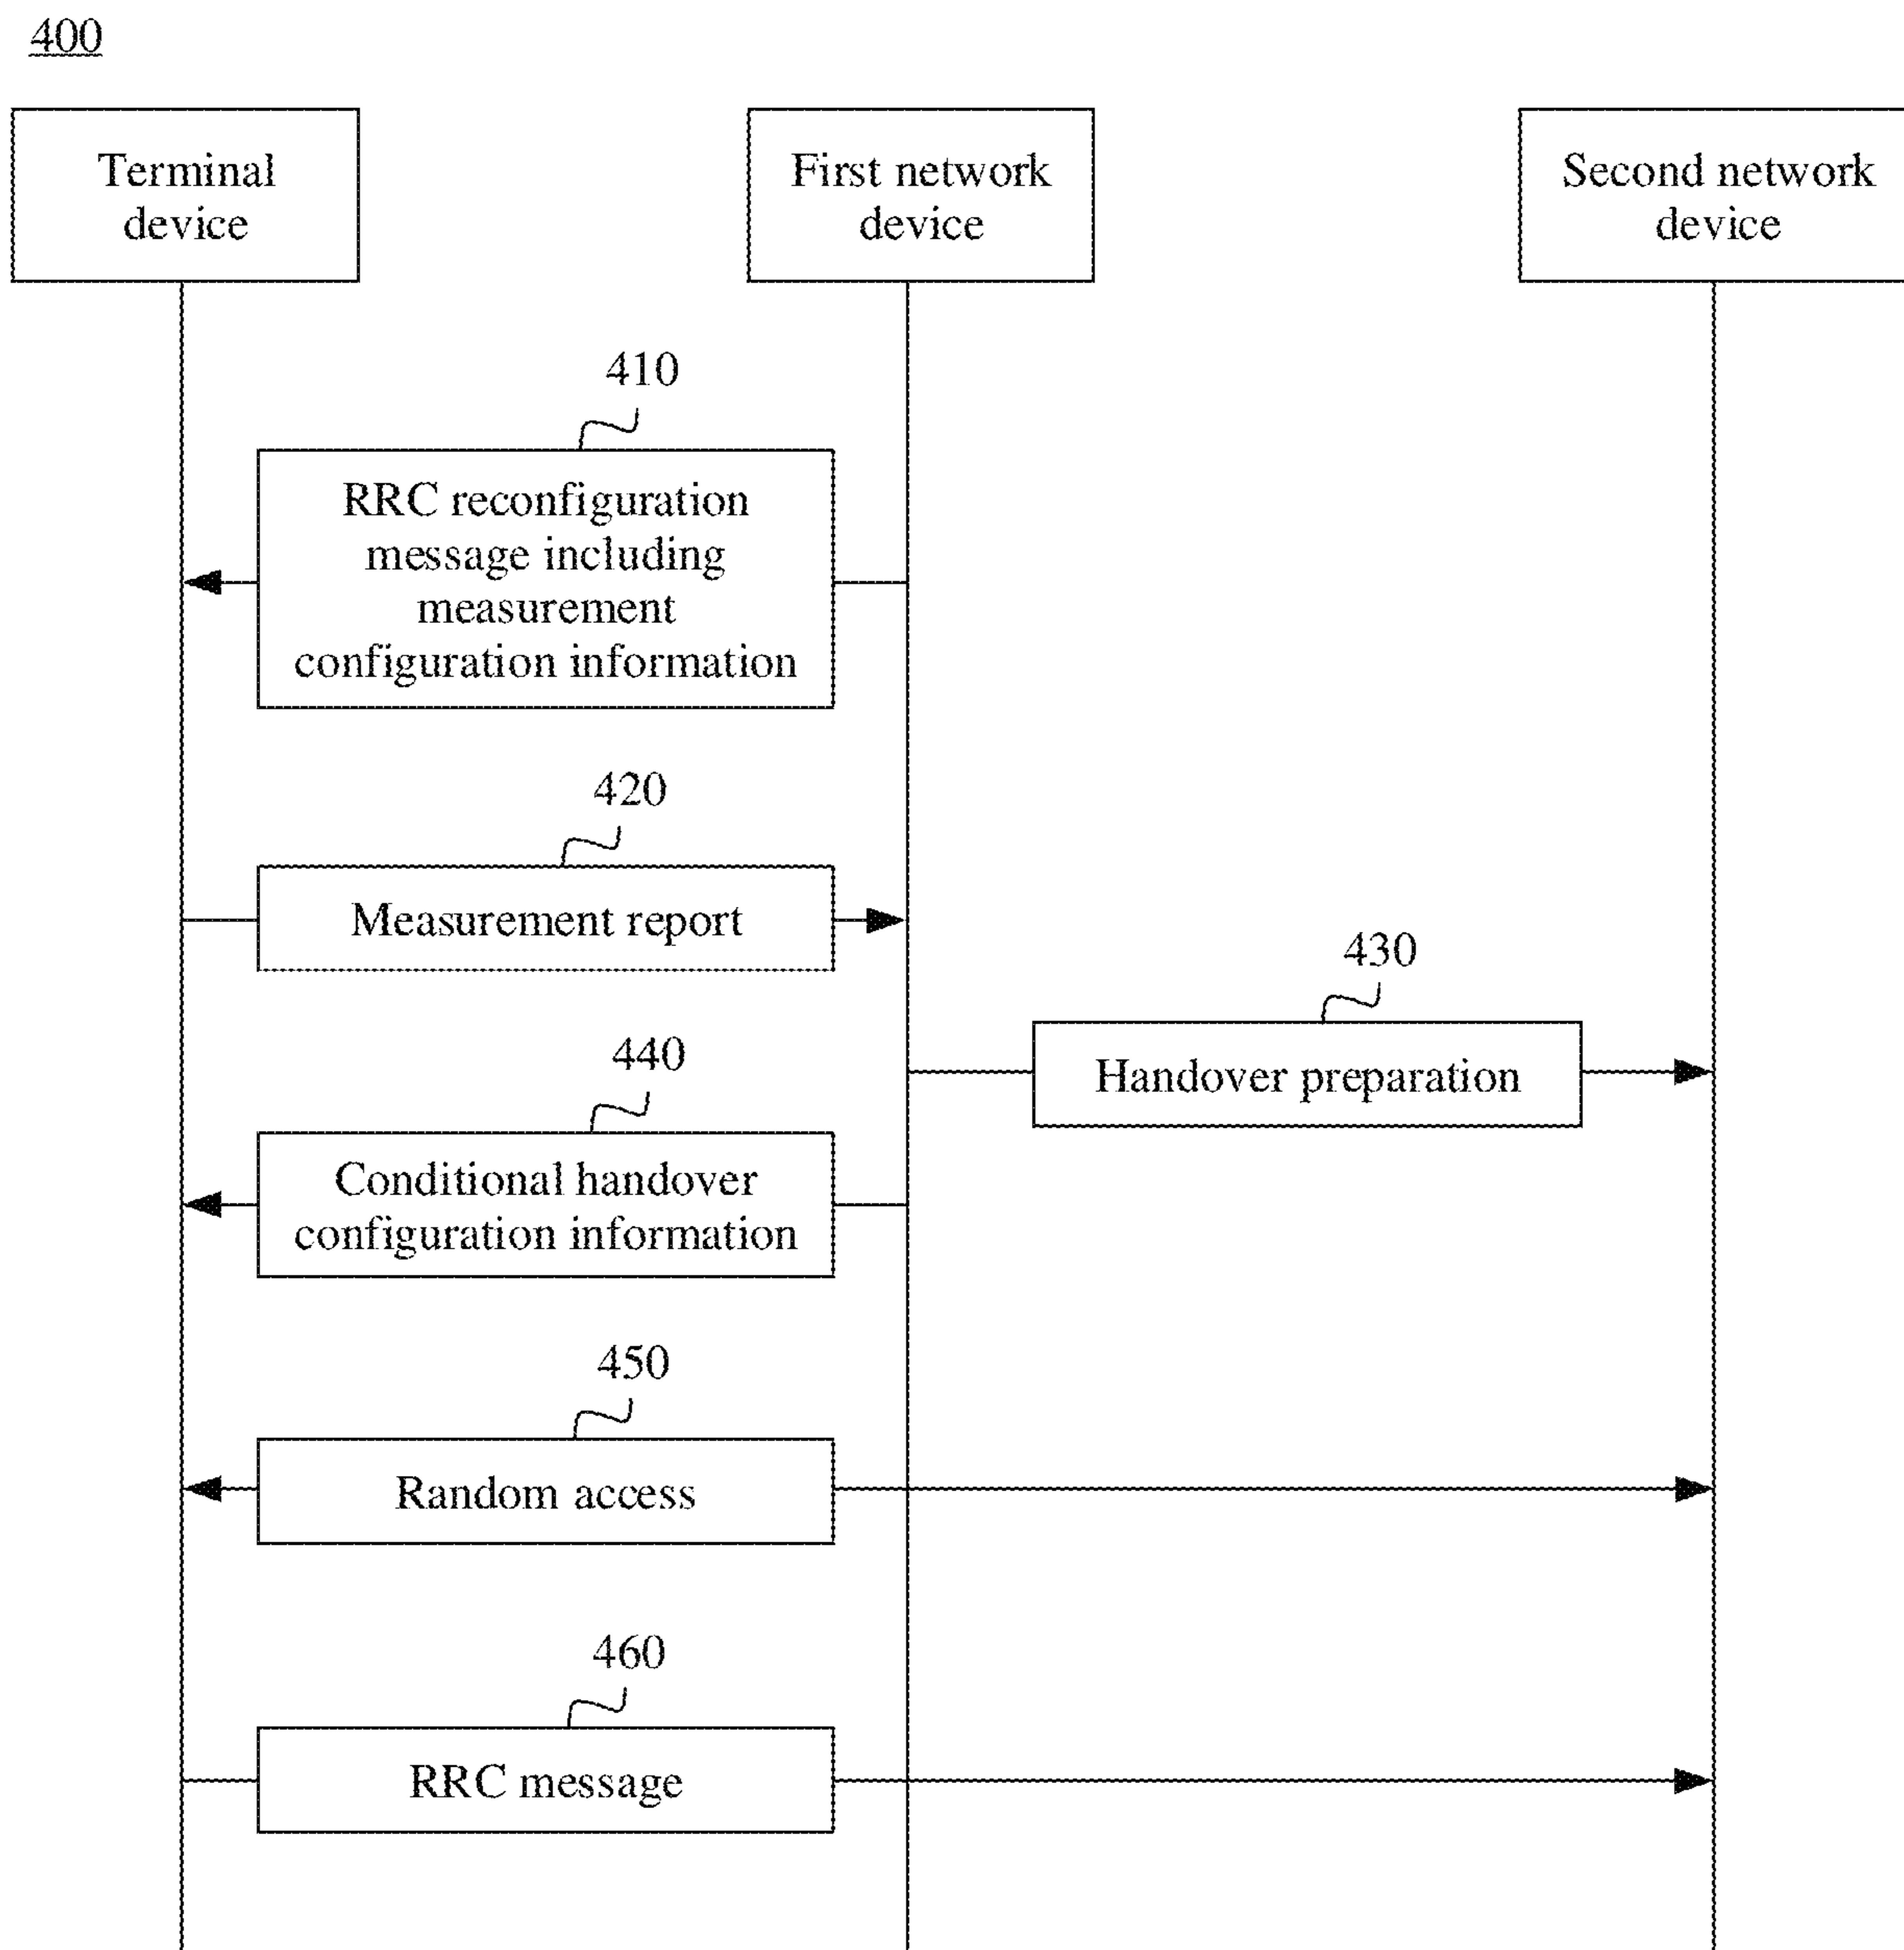 400
Terminal
device
First network
device
Second network
device
410
RRC reconfiguration
message including
measurement
configuration information
420
Measurement report
430
Handover preparation
440
Conditional handover
configuration information
450
Random access
460
RRC message